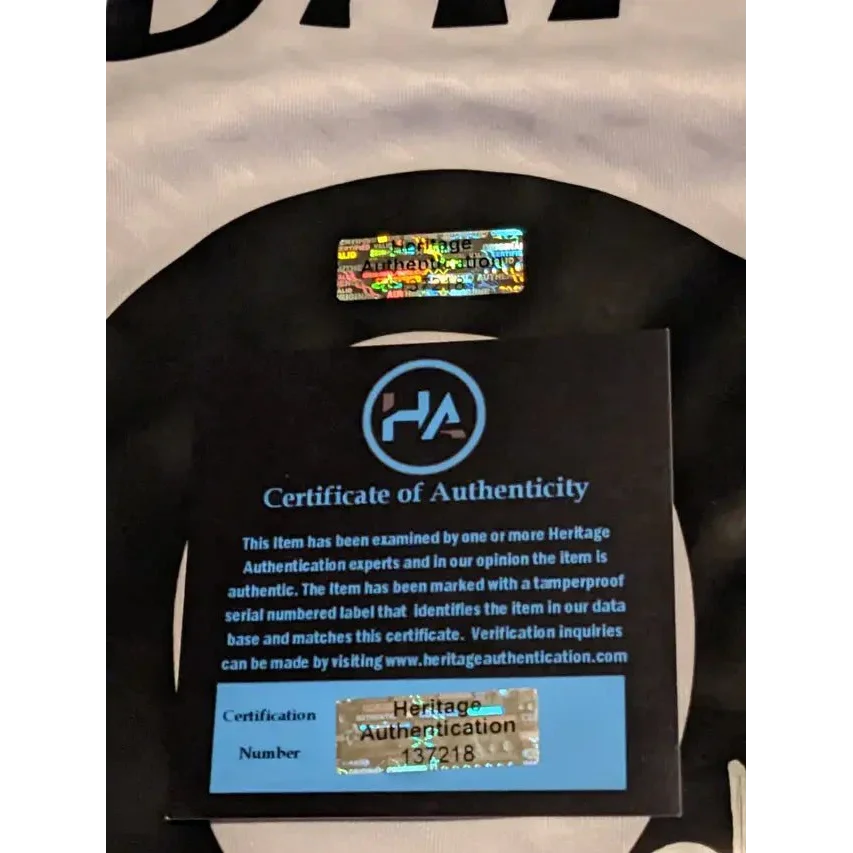 Heritage
Authentication
HA
Certificate of Authenticity
This Item has been examined by one or more Heritage
Authentication experts and in our opinion the item is
authentic. The Item has been marked with a tamperproof
serial numbered label that identifies the item in our data
base and matches this certificate. Verification inquiries
can be made by visiting www.heritageauthentication.com
Certification
Number
Heritage
Authentication
137218